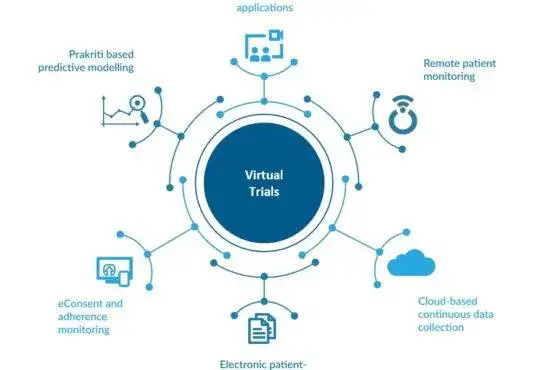 applications
Prakriti based
predictive modelling
Remote patient
monitoring
Virtual
Trials
eConsent and
adherence
monitoring
Cloud-based
continuous data
collection
Electronic patient-